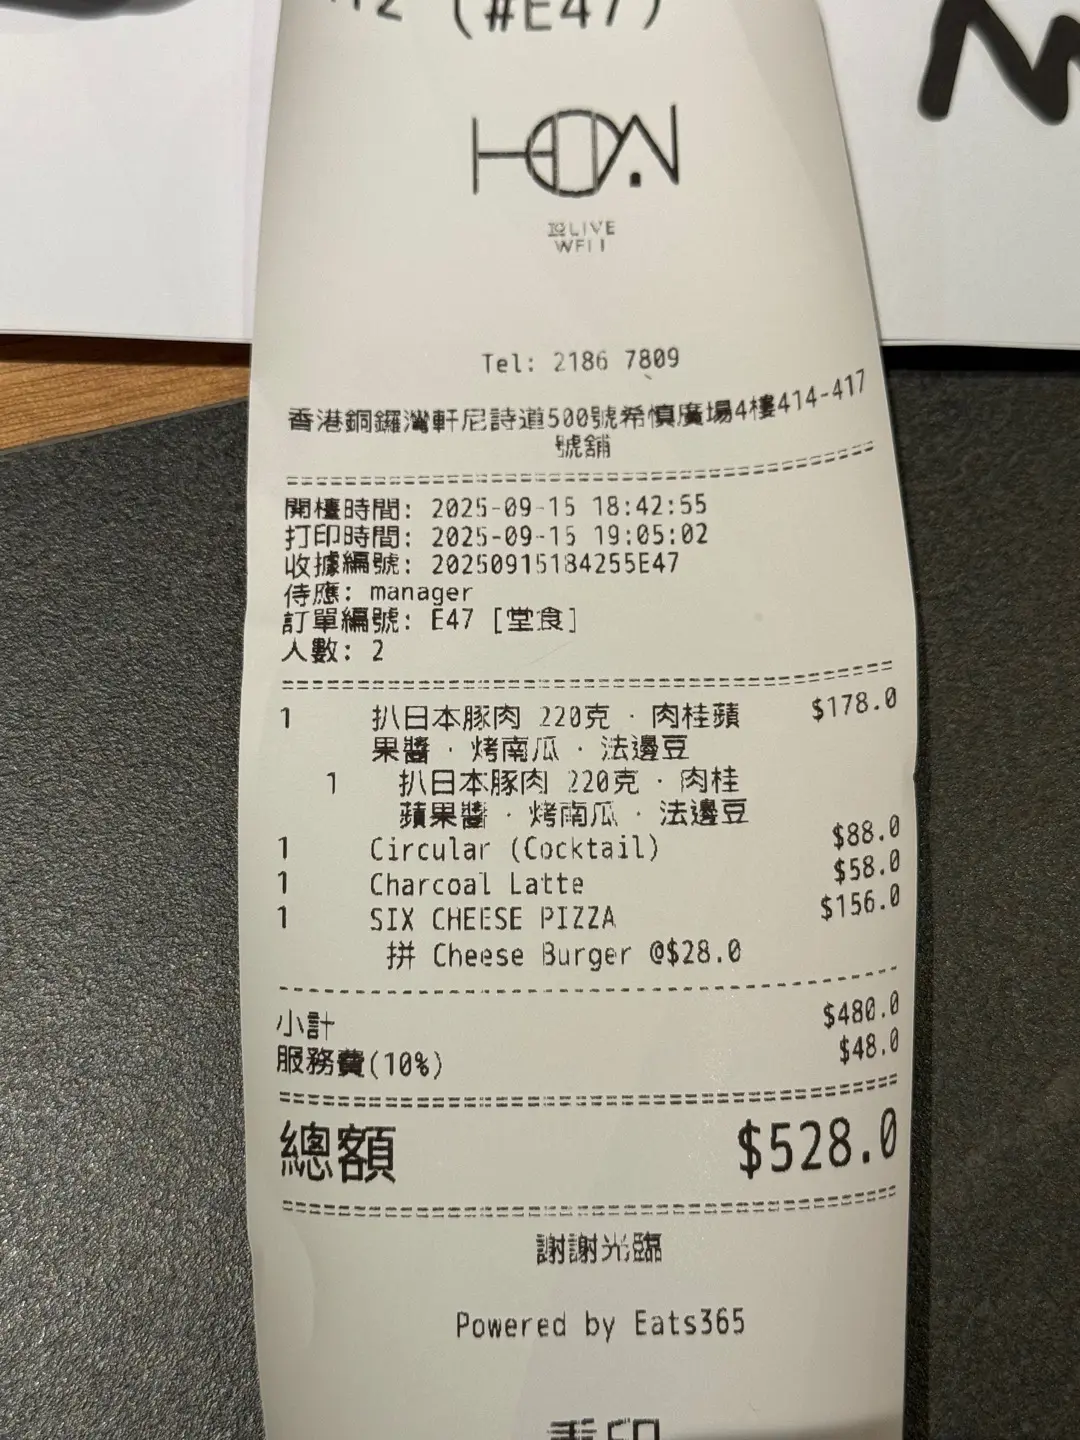 (#E47)
LIVE
WELL
Tel: 2186 7809
香港銅鑼灣軒尼詩道500號希慎廣場4樓414-417
號舖
開檯時間: 2025-09-15 18:42:55
打印時間: 2025-09-15 19:05:02
收據編號: 20250915184255E47
侍應: manager
訂單編號: E47 [堂食]
人數: 2
1 扒日本豚肉 220克 · 肉桂蘋 $178.0
果醬 · 烤南瓜 · 法邊豆
1 扒日本豚肉 220克 · 肉桂
蘋果醬 · 烤南瓜 · 法邊豆
1 Circular (Cocktail) $88.0
1 Charcoal Latte $58.0
1 SIX CHEESE PIZZA $156.0
拼 Cheese Burger @$28.0
小計 $480.0
服務費(10%) $48.0
總額 $528.0
謝謝光臨
Powered by Eats365
重印